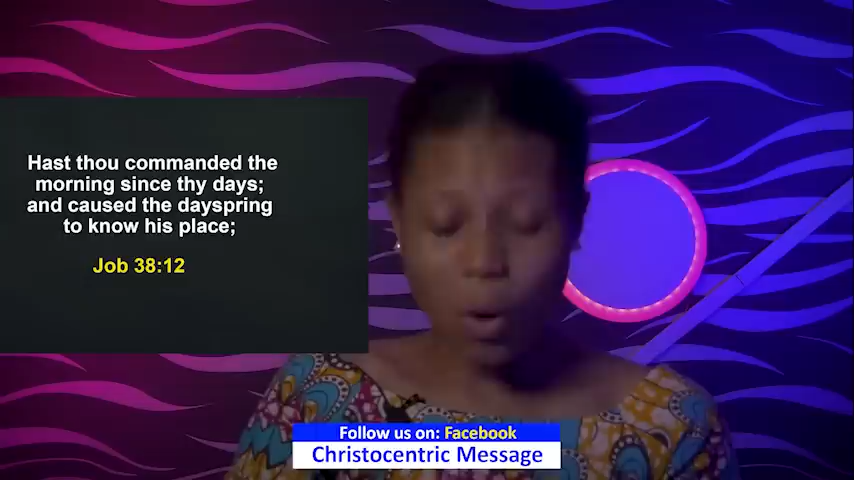 Hast thou commanded the
morning since thy days;
and caused the dayspring
to know his place;
Job 38:12
Follow us on: Facebook
Christocentric Message